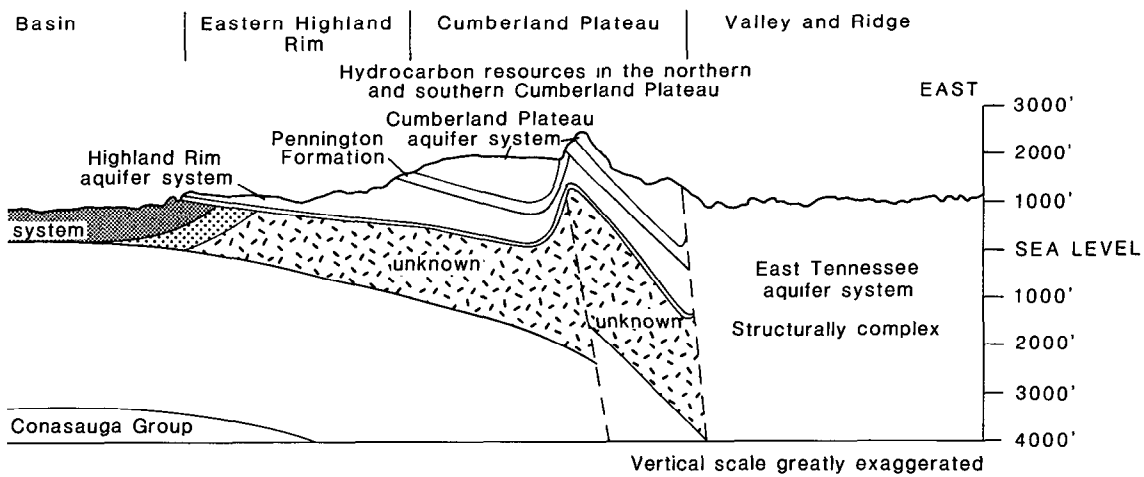 Basin
Eastern Highland
Rim
Cumberland Plateau
Valley and Ridge
Hydrocarbon resources in the northern
and southern Cumberland Plateau
EAST
3000'
Cumberland Plateau
aquifer system
Pennington
Formation
2000'
Highland Rim
aquifer system
1000'
system
SEA LEVEL
unknown
East Tennessee
aquifer system
1000'
unknown
Structurally complex
2000'
3000'
Conasauga Group
4000'
Vertical scale greatly exaggerated